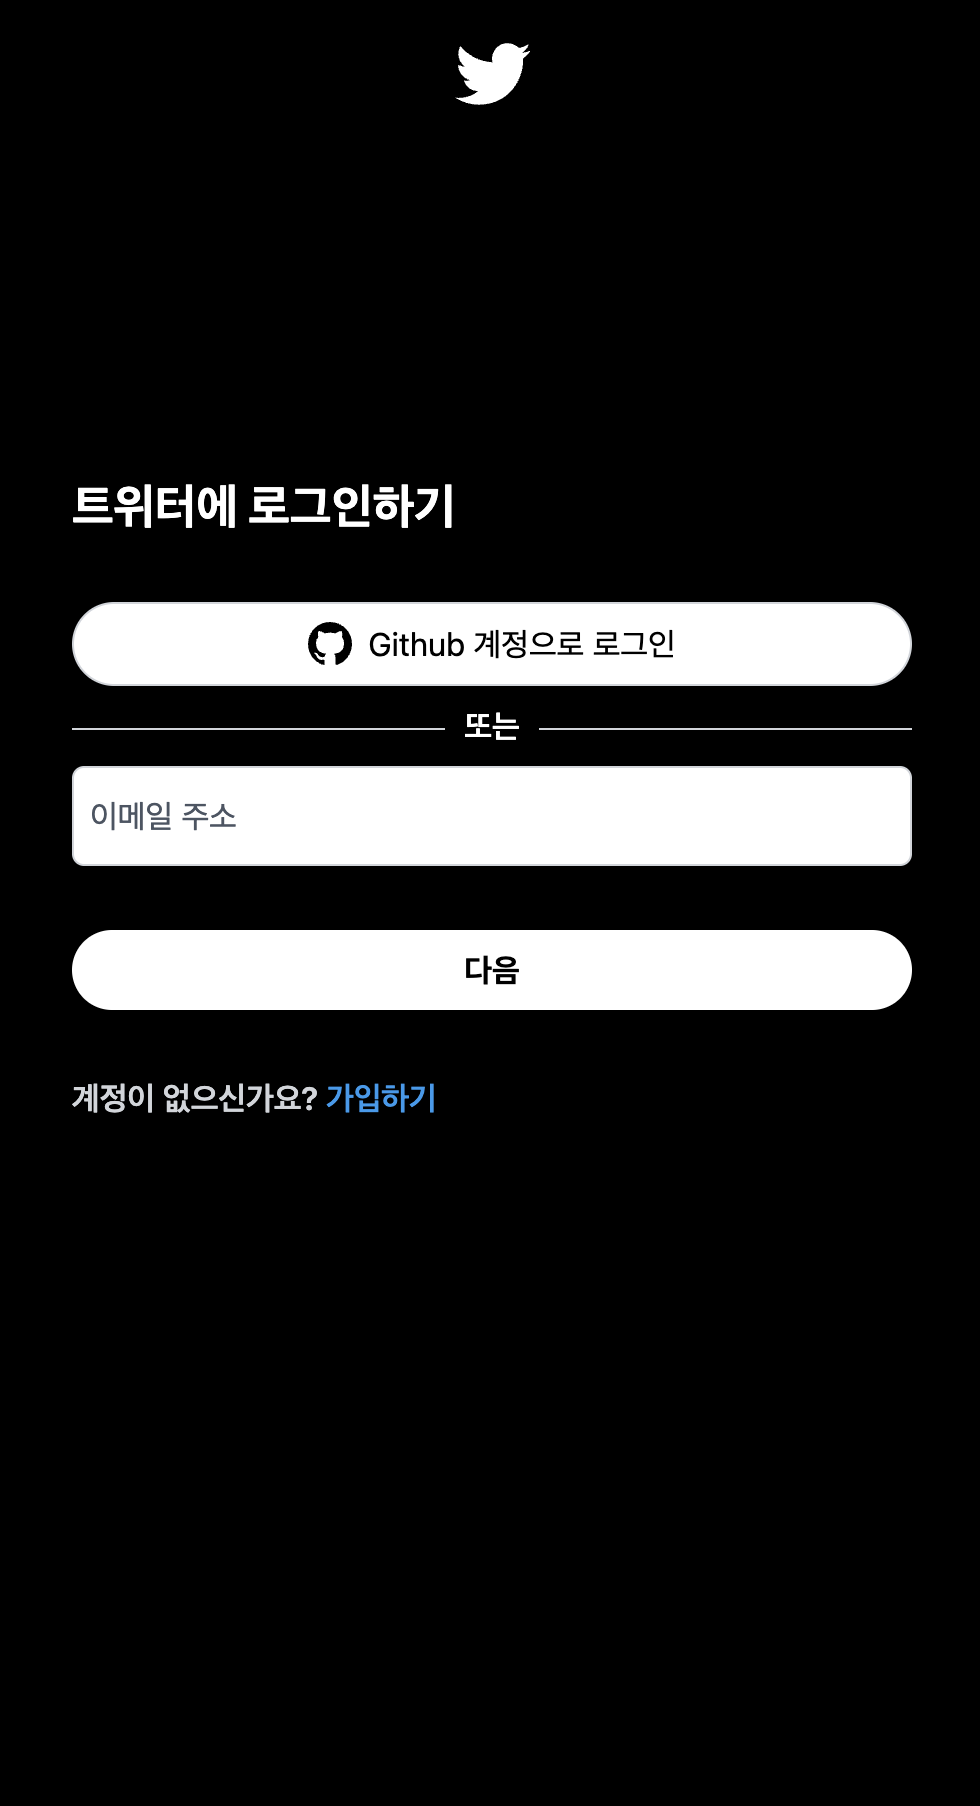 트위터에 로그인하기
Github 계정으로 로그인
또는
이메일 주소
다음
계정이 없으신가요? 가입하기